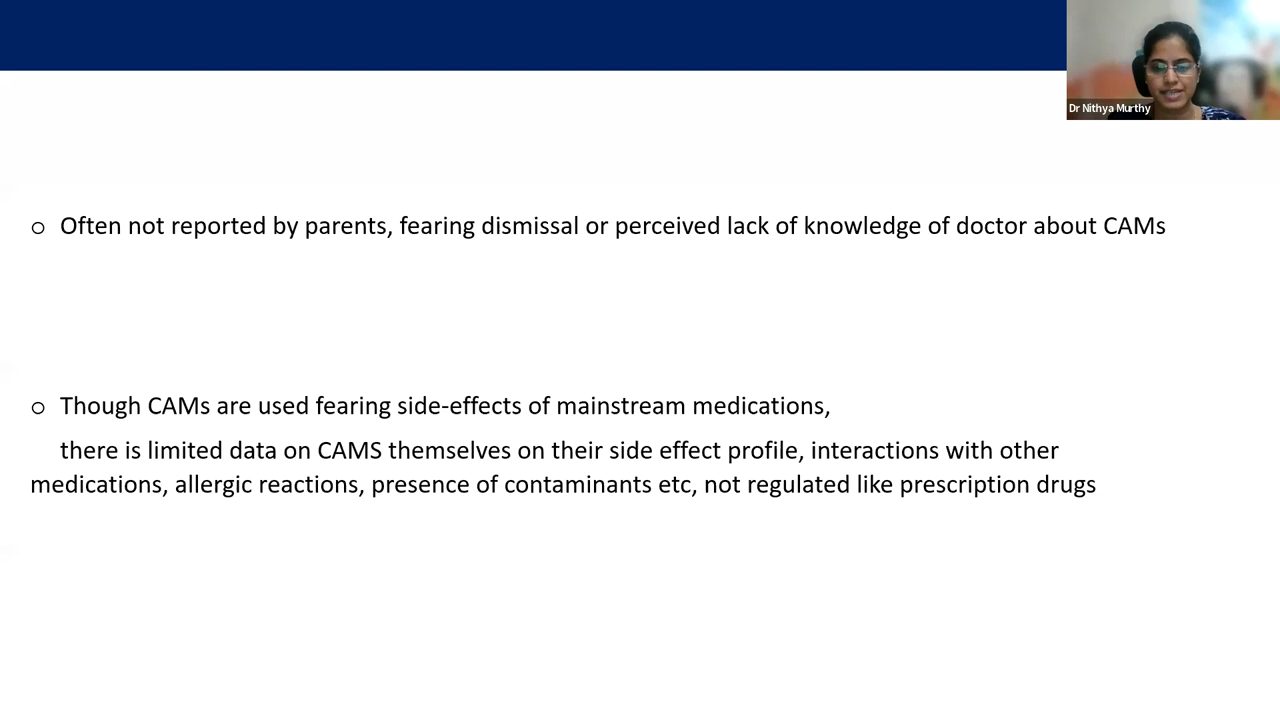 Dr Nithya Murthy
o Often not reported by parents, fearing dismissal or perceived lack of knowledge of doctor about CAMs
o Though CAMs are used fearing side-effects of mainstream medications,
there is limited data on CAMS themselves on their side effect profile, interactions with other
medications, allergic reactions, presence of contaminants etc, not regulated like prescription drugs